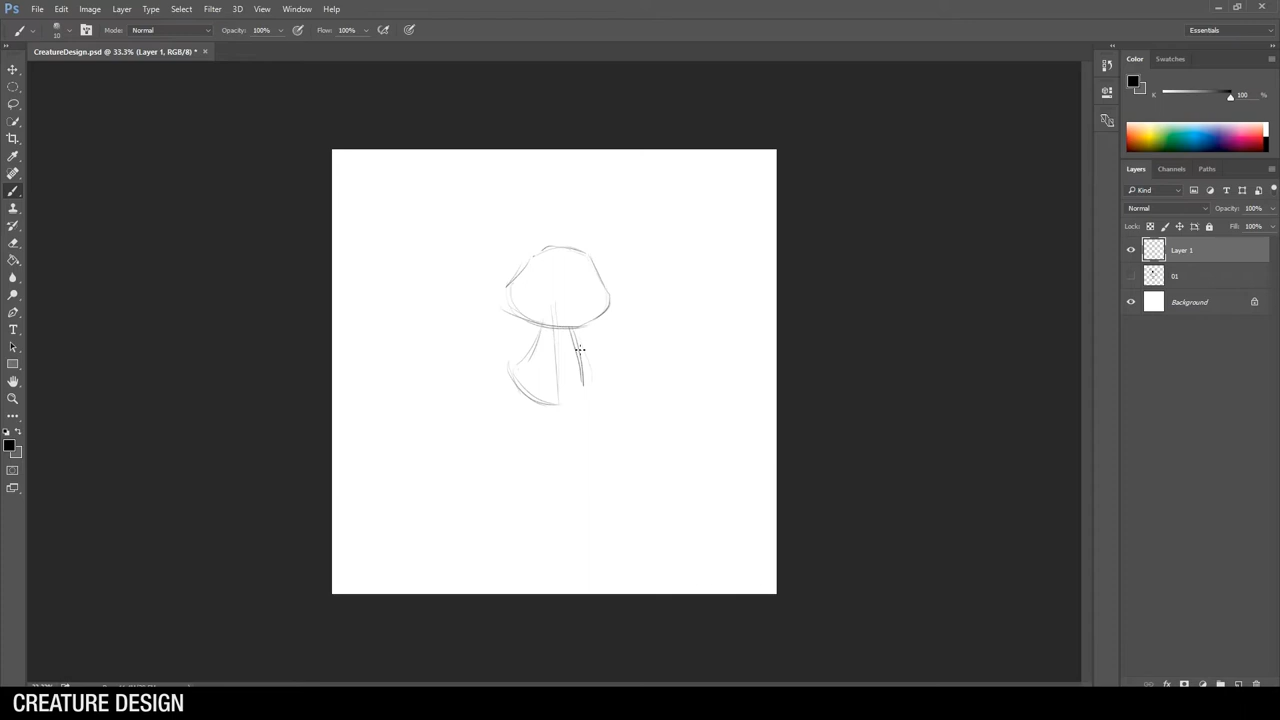 Ps File Edit Image Layer Type Select Filter 3D View Window Help
10 Mode: Normal Opacity: 100% Flow: 100% Essentials
CreatureDesign.psd @ 33.3% (Layer 1, RGB/8) * ×
Color Swatches
K 100 %
Layers Channels Paths
Kind
Normal Opacity: 100%
Lock: Fill: 100%
Layer 1
01
Background
CREATURE DESIGN